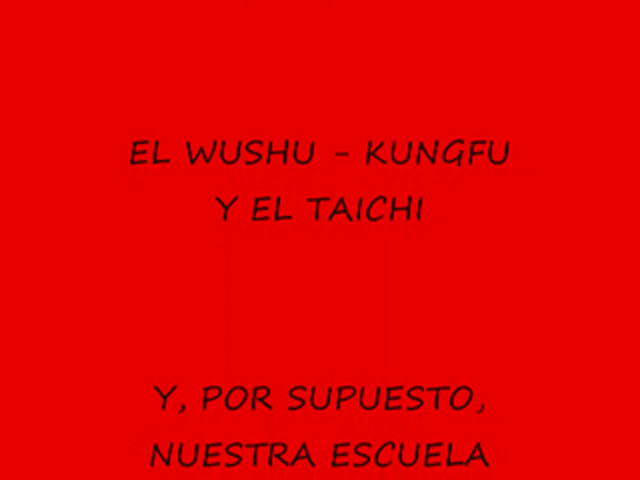 EL WUSHU - KUNGFU
Y EL TAICHI
Y, POR SUPUESTO,
NUESTRA ESCUELA